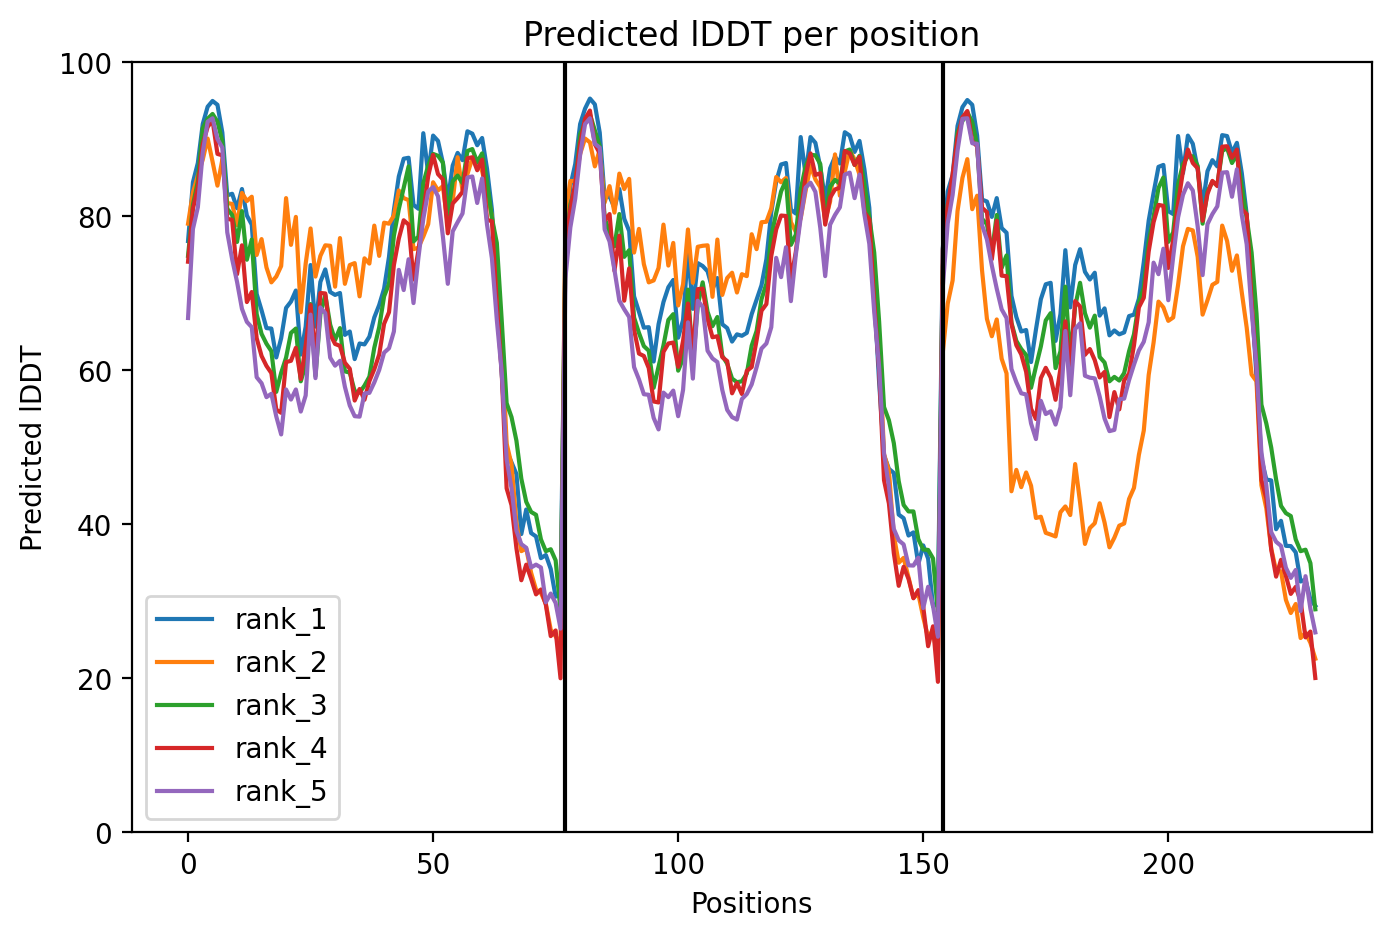 Predicted lDDT per position
Predicted lDDT
100
80
60
40
20
0
rank_1
rank_2
rank_3
rank_4
rank_5
0
50
100
150
200
Positions